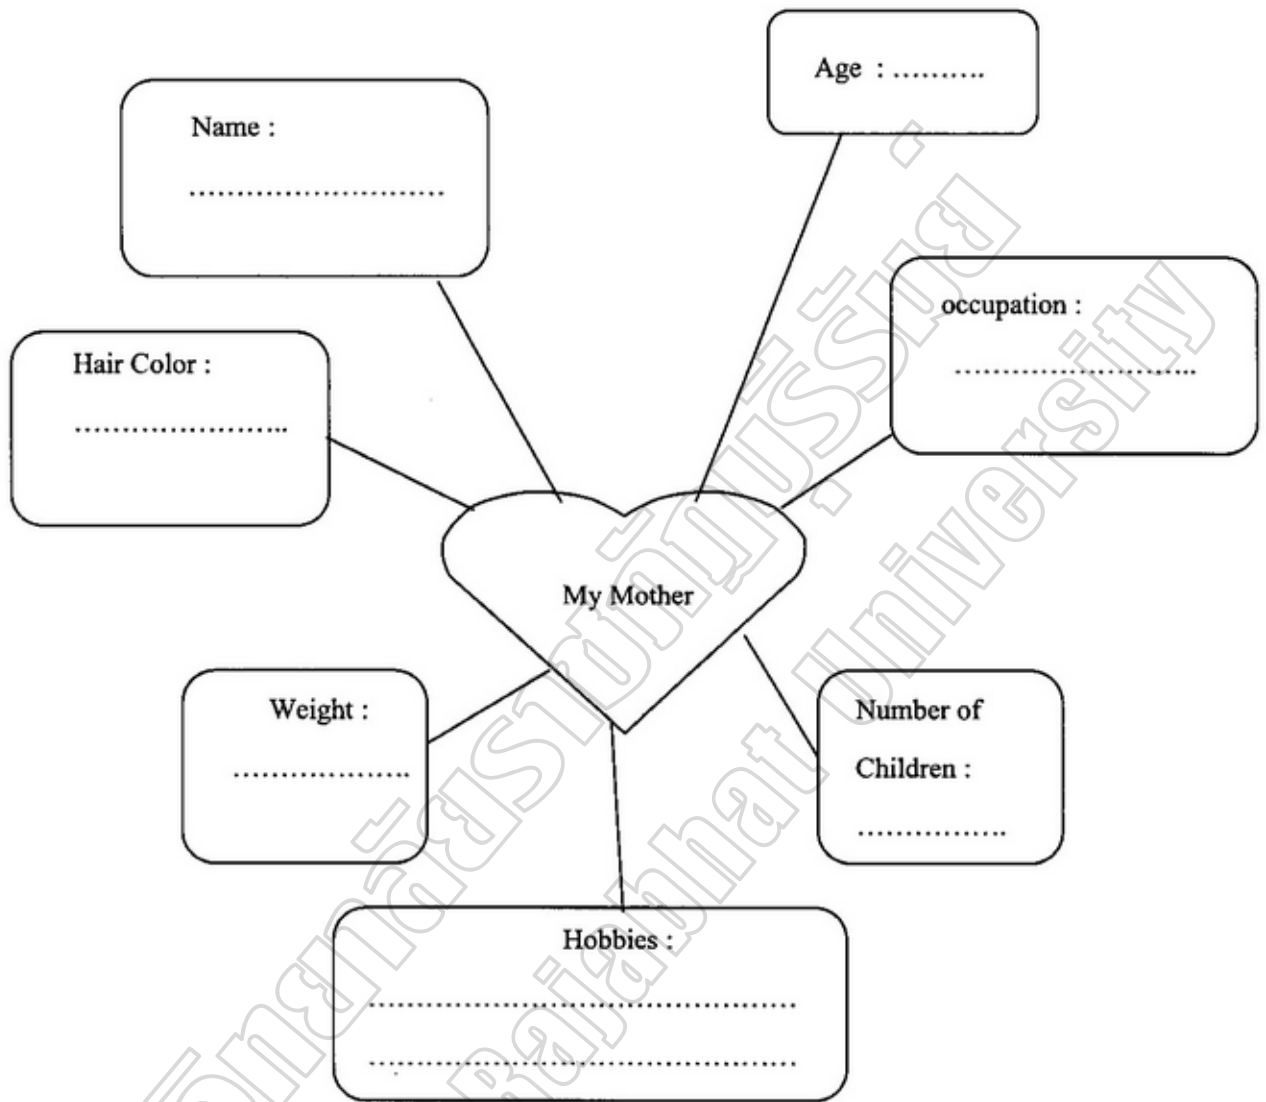 Age : ..........
Name :
...........................
occupation :
..........................
Hair Color :
.......................
My Mother
Weight :
...................
Number of
Children :
................
Hobbies :
..............................................
..............................................
Rajabhat University